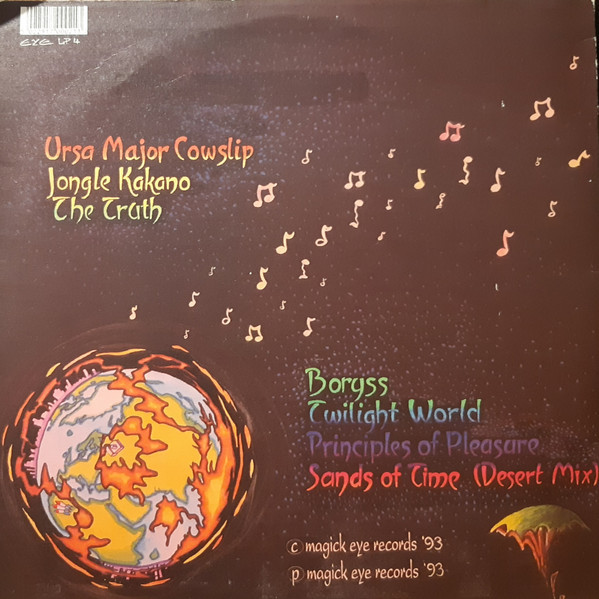 EYE LP 4
Ursa Major Cowslip
Jongle Kakano
The Truth
Boryss
Twilight World
Principles of Pleasure
Sands of Time (Desert Mix)
c magick eye records '93
p magick eye records '93